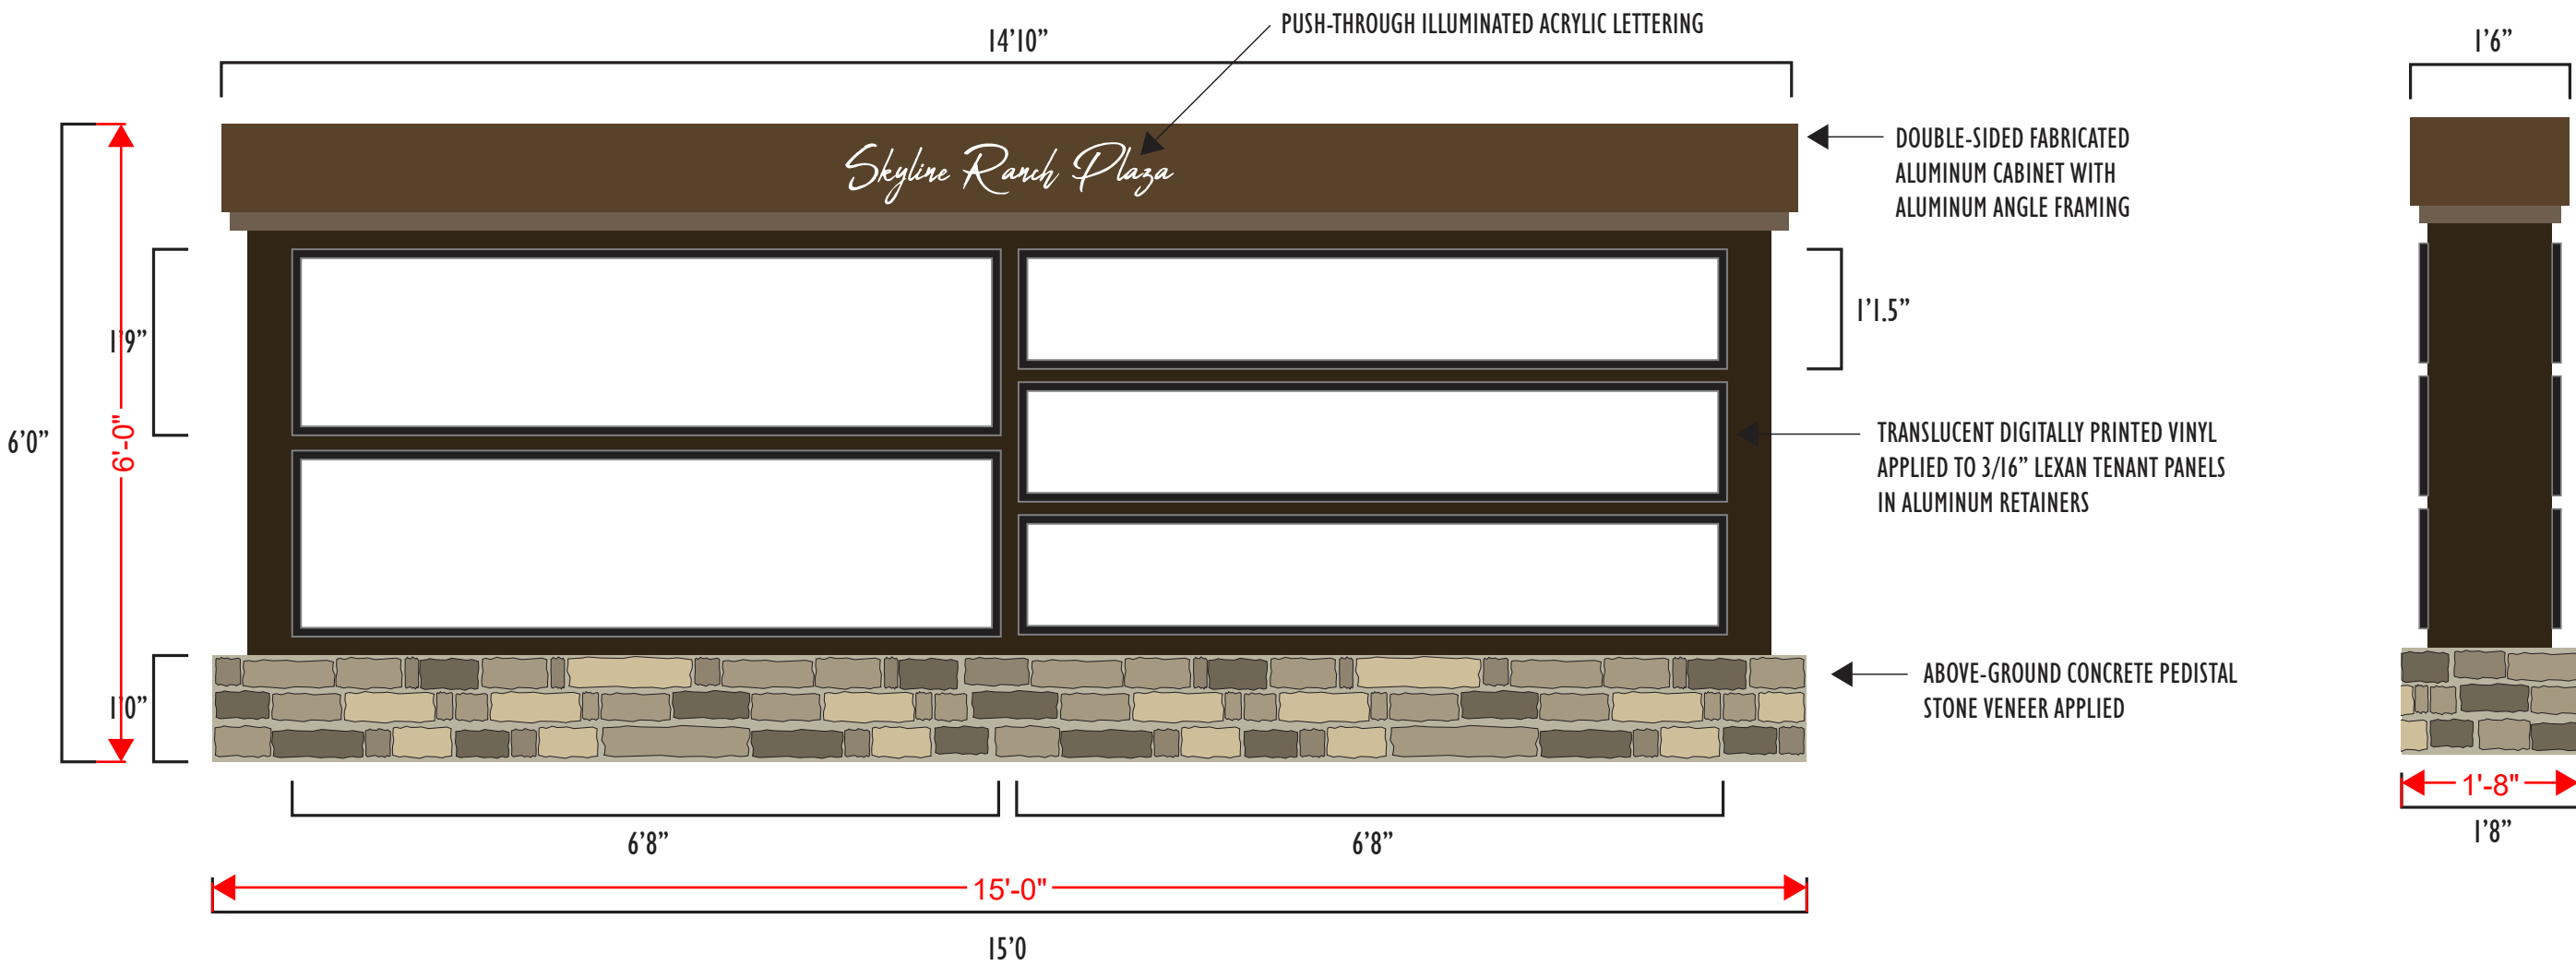 PUSH-THROUGH ILLUMINATED ACRYLIC LETTERING
14'10”
1'6”
Skyline Ranch Plaza
DOUBLE-SIDED FABRICATED
ALUMINUM CABINET WITH
ALUMINUM ANGLE FRAMING
1'9”
1'1.5”
6'0”
6'-0"
TRANSLUCENT DIGITALLY PRINTED VINYL
APPLIED TO 3/16” LEXAN TENANT PANELS
IN ALUMINUM RETAINERS
1'0”
ABOVE-GROUND CONCRETE PEDISTAL
STONE VENEER APPLIED
1'-8"
1'8”
6'8”
6'8”
15'-0"
15'0